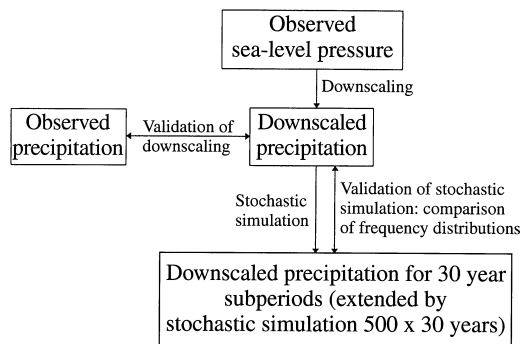 Observed
sea-level pressure
Downscaling
Observed
precipitation
Validation of
downscaling
Downscaled
precipitation
Stochastic
simulation
Validation of stochastic
simulation: comparison
of frequency distributions
Downscaled precipitation for 30 year
subperiods (extended by
stochastic simulation 500 x 30 years)